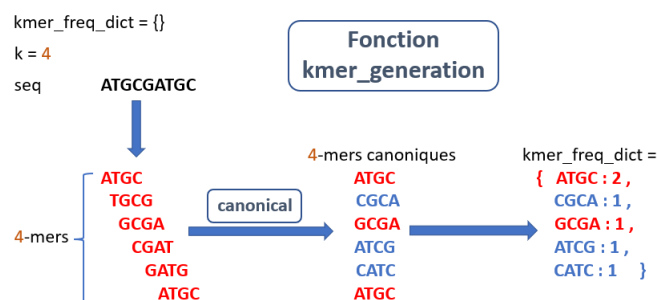 kmer_freq_dict = {}
k = 4
seq ATGCGATGC
Fonction
kmer_generation
4-mers
ATGC
TGCG
GCGA
CGAT
GATG
ATGC
canonical
4-mers canoniques
ATGC
CGCA
GCGA
ATCG
CATC
ATGC
kmer_freq_dict =
{ ATGC : 2 ,
CGCA : 1 ,
GCGA : 1 ,
ATCG : 1 ,
CATC : 1 }